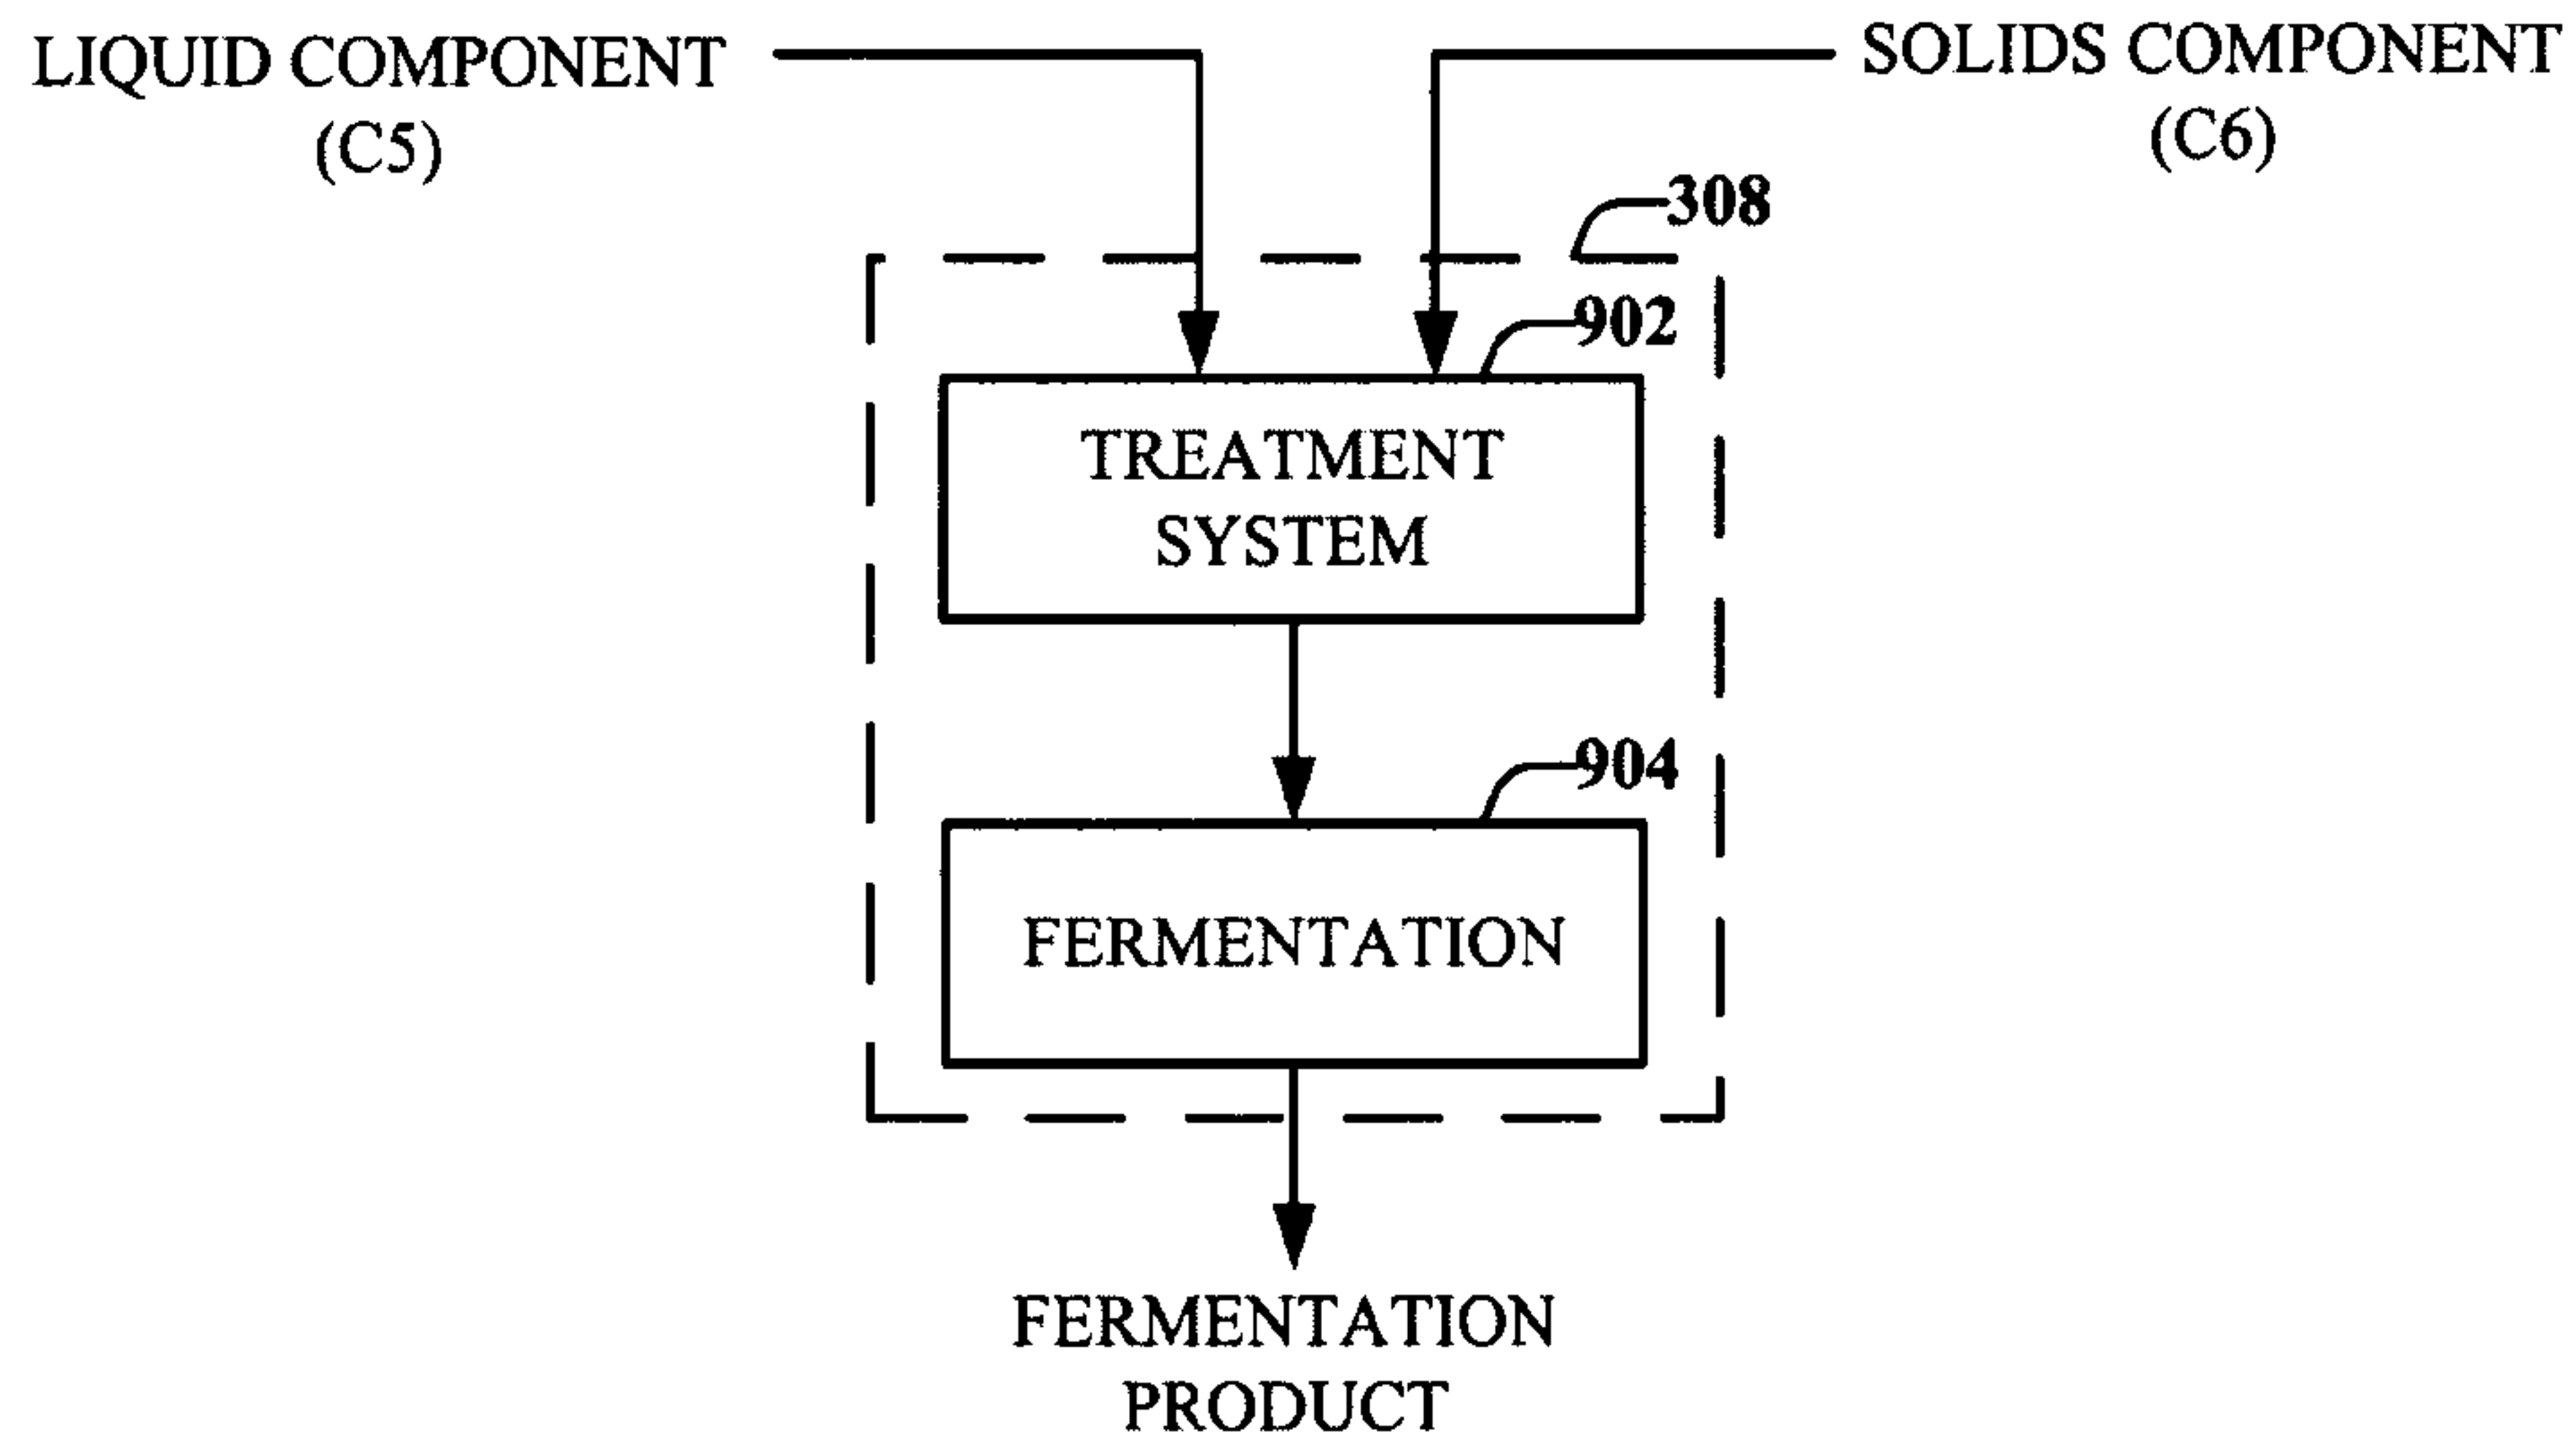 LIQUID COMPONENT
(C5)
SOLIDS COMPONENT
(C6)
308
902
TREATMENT
SYSTEM
904
FERMENTATION
FERMENTATION
PRODUCT